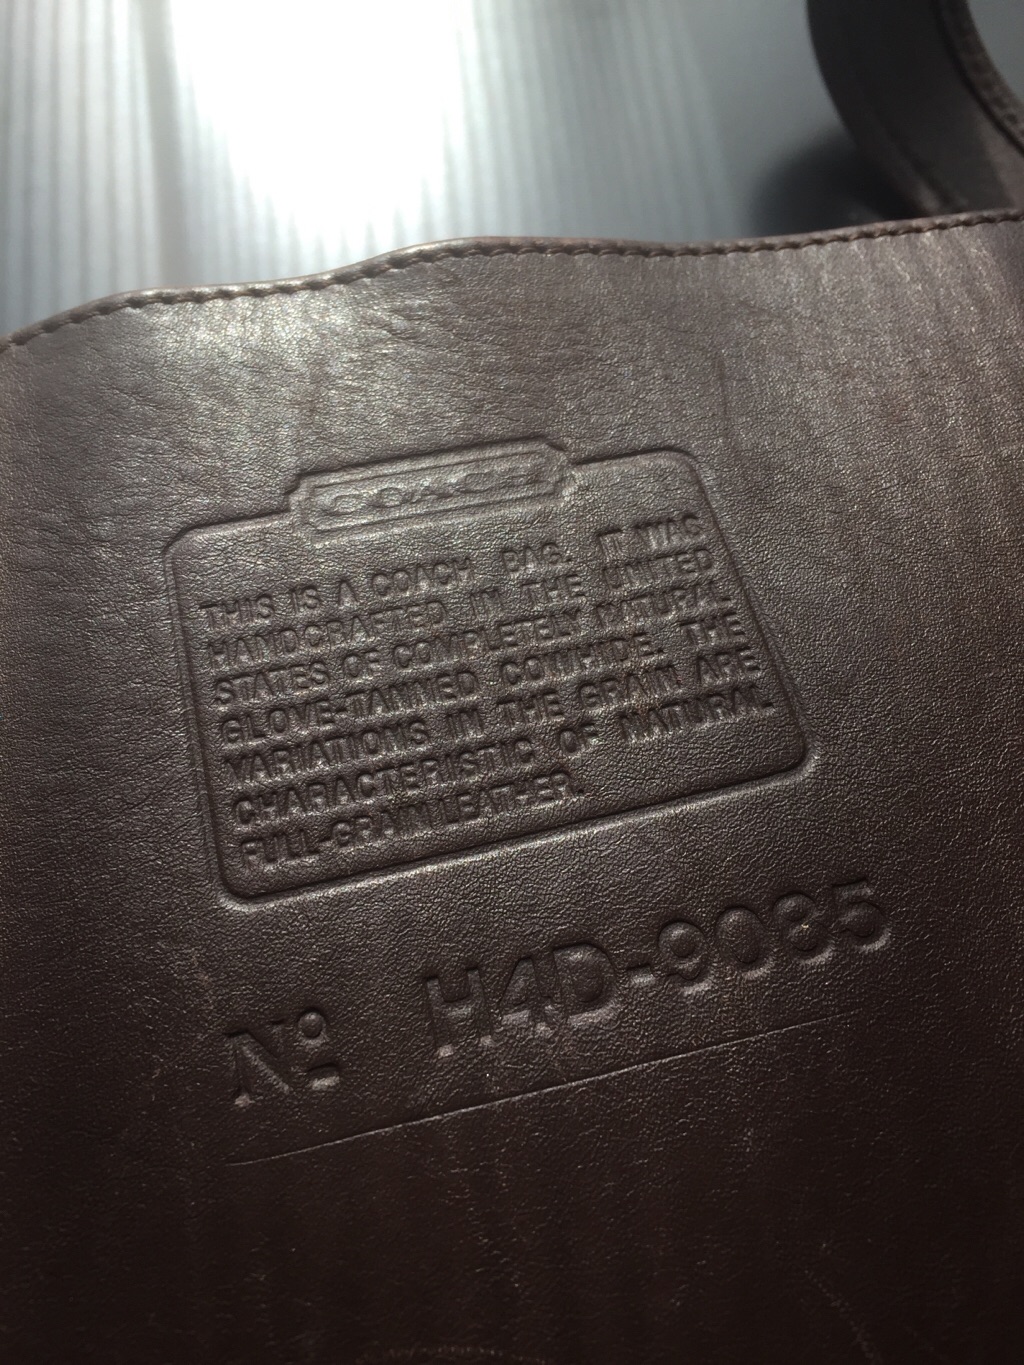 COACH
THIS IS A COACH BAG. IT WAS
HANDCRAFTED IN THE UNITED
STATES OF COMPLETELY NATURAL
GLOVE-TANNED COWHIDE. THE
VARIATIONS IN THE GRAIN ARE
CHARACTERISTIC OF NATURAL
FULL-GRAIN LEATHER.
Nº H4D-9085